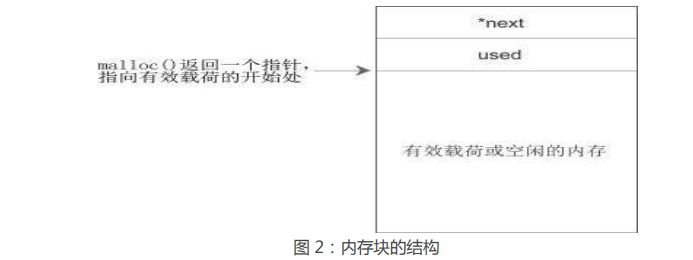 *next
used
malloc()返回一个指针,
指向有效载荷的开始处
有效载荷或空闲的内存
图 2：内存块的结构